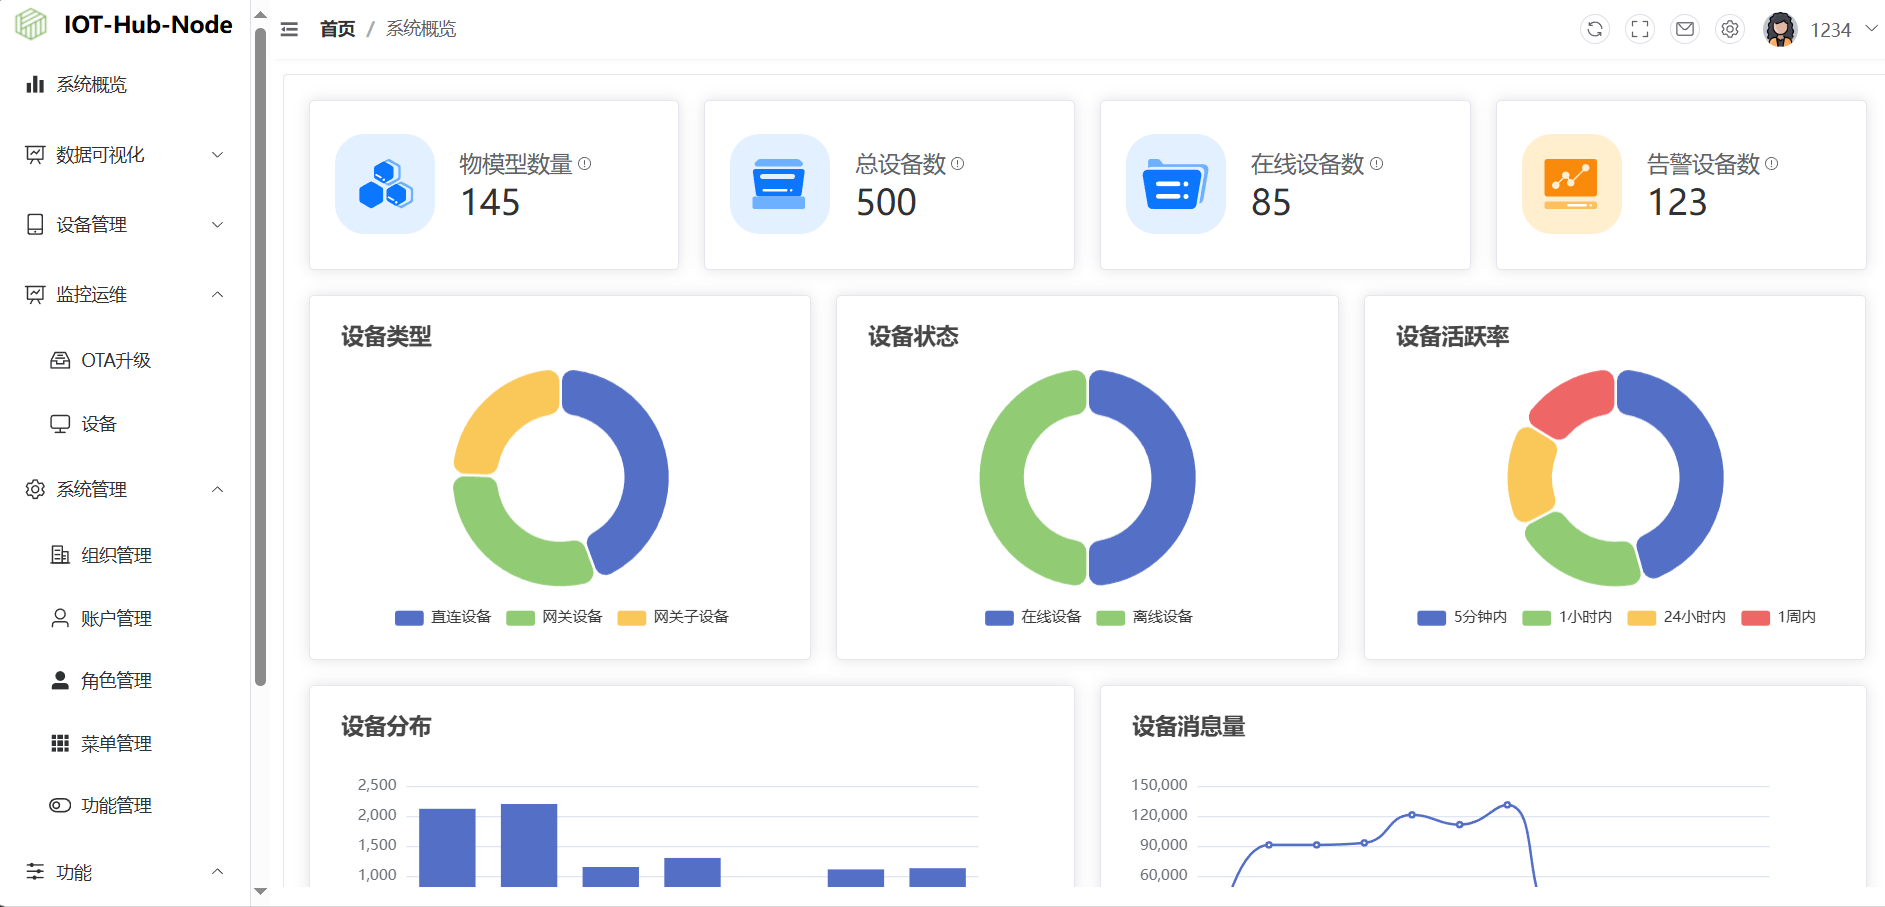 IOT-Hub-Node
系统概览
数据可视化
设备管理
监控运维
OTA升级
设备
系统管理
组织管理
账户管理
角色管理
菜单管理
功能管理
功能
首页 / 系统概览
1234
物模型数量
145
总设备数
500
在线设备数
85
告警设备数
123
设备类型
直连设备 网关设备 网关子设备
设备状态
在线设备 离线设备
设备活跃率
5分钟内 1小时内 24小时内 1周内
设备分布
2,500
2,000
1,500
1,000
设备消息量
150,000
120,000
90,000
60,000